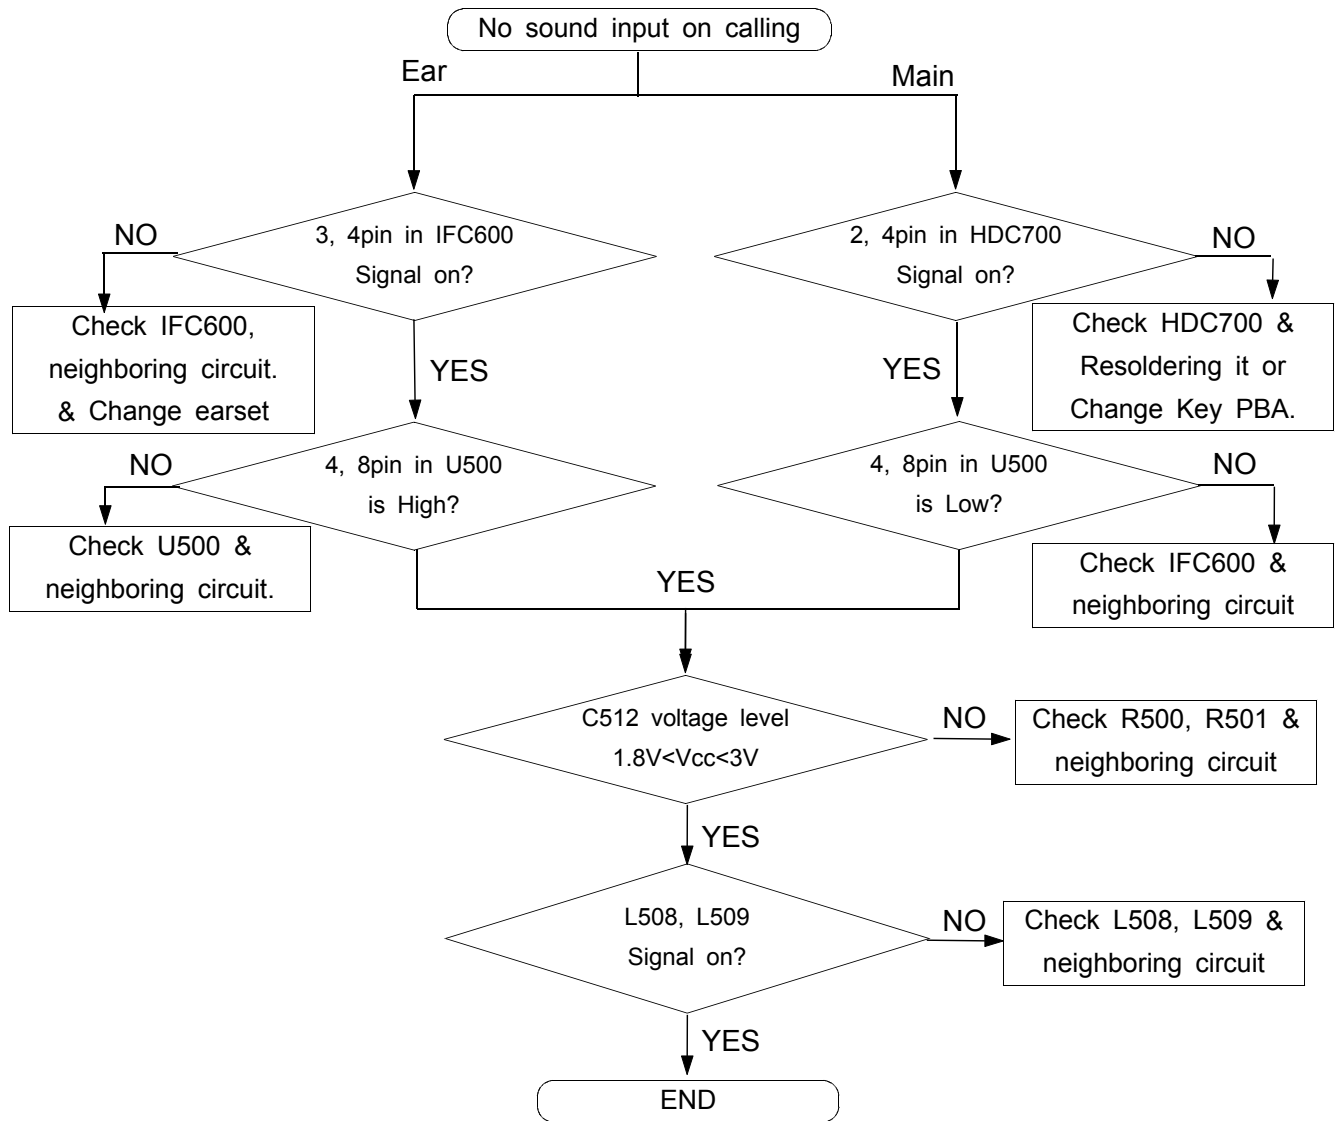 No sound input on calling
Ear
Main
3, 4pin in IFC600
Signal on?
NO
2, 4pin in HDC700
Signal on?
NO
Check IFC600,
neighboring circuit.
& Change earset
YES
YES
Check HDC700 &
Resoldering it or
Change Key PBA.
4, 8pin in U500
is High?
NO
4, 8pin in U500
is Low?
NO
Check U500 &
neighboring circuit.
YES
Check IFC600 &
neighboring circuit
C512 voltage level
1.8V<Vcc<3V
NO
Check R500, R501 &
neighboring circuit
YES
L508, L509
Signal on?
NO
Check L508, L509 &
neighboring circuit
YES
END